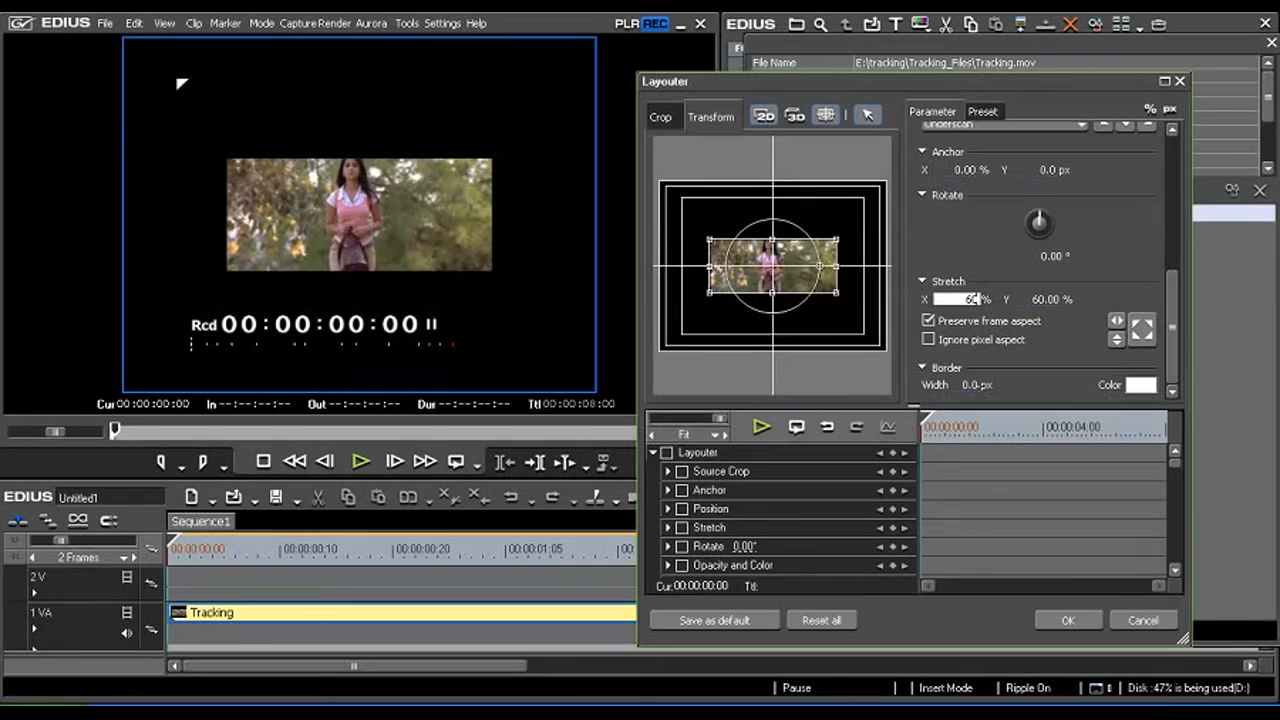 EDIUS File Edit View Clip Marker Mode Capture Render Aurora Tools Settings Help PLR REC
EDIUS
File Name E:\tracking\Tracking_Files\Tracking.mov
Layouter
Crop Transform 2D 3D
Parameter Preset % px
Underscan
Anchor
X 0.00 % Y 0.0 px
Rotate
0.00 °
Stretch
X 60 % Y 60.00 %
Preserve frame aspect
Ignore pixel aspect
Border
Width 0.0 px Color
Rcd 00:00:00:00
Cur 00:00:00:00 In --:--:--:-- Out --:--:--:-- Dur --:--:--:-- Ttl 00:00:08:00
Fit
00:00:00:00 00:00:04:00
Layouter
Source Crop
Anchor
Position
Stretch
Rotate 0.00°
Opacity and Color
Cur:00:00:00:00 Ttl:
Save as default Reset all OK Cancel
EDIUS Untitled1
Sequence1
2 Frames
00:00:00:00 00:00:00:10 00:00:00:20 00:00:01:05 00:
2 V
1 VA
Tracking
Pause Insert Mode Ripple On Disk :47% is being used(D:)